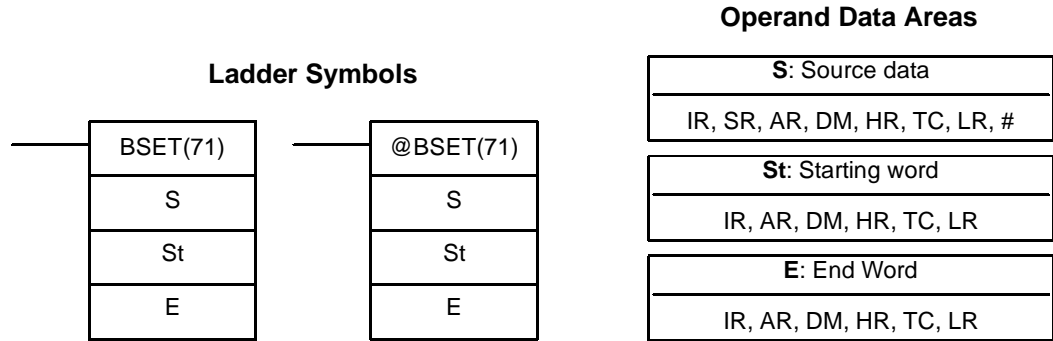 Ladder Symbols
BSET(71)
S
St
E
@BSET(71)
S
St
E
Operand Data Areas
S: Source data
IR, SR, AR, DM, HR, TC, LR, #
St: Starting word
IR, AR, DM, HR, TC, LR
E: End Word
IR, AR, DM, HR, TC, LR